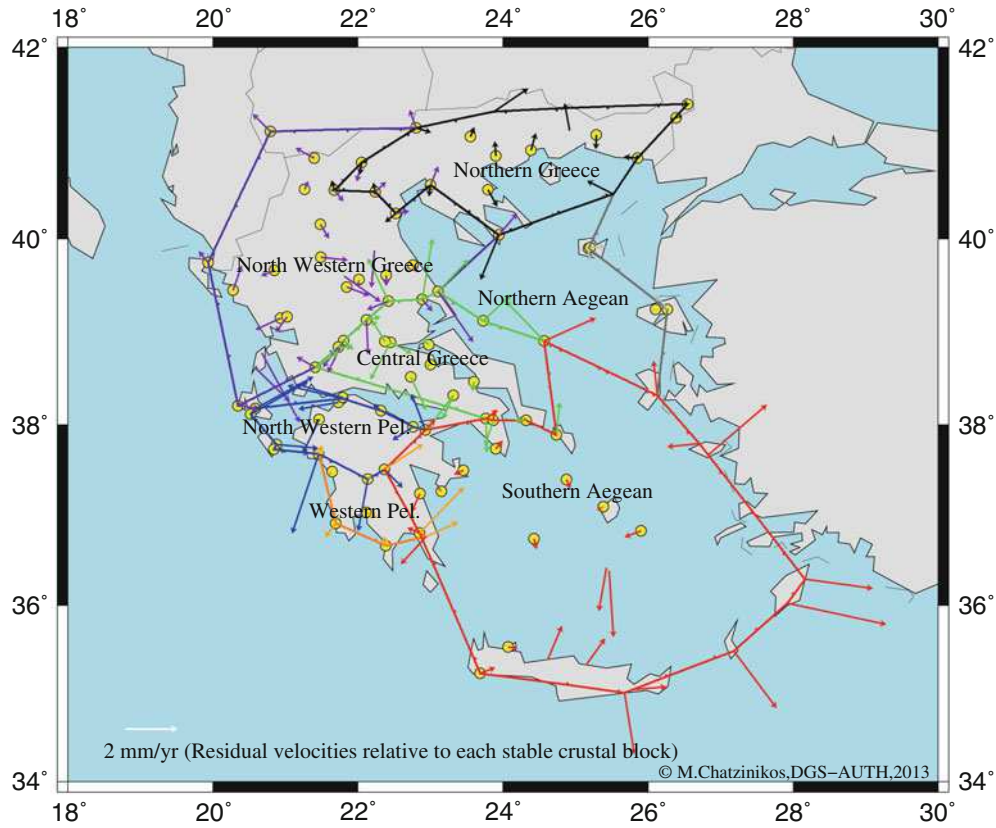 18° 20° 22° 24° 26° 28° 30°
42° 42°
Northern Greece
40° 40°
North Western Greece
Northern Aegean
Central Greece
38° 38°
North Western Pel.
Southern Aegean
Western Pel.
36° 36°
2 mm/yr (Residual velocities relative to each stable crustal block)
© M.Chatzinikos,DGS−AUTH,2013
34° 34°
18° 20° 22° 24° 26° 28° 30°